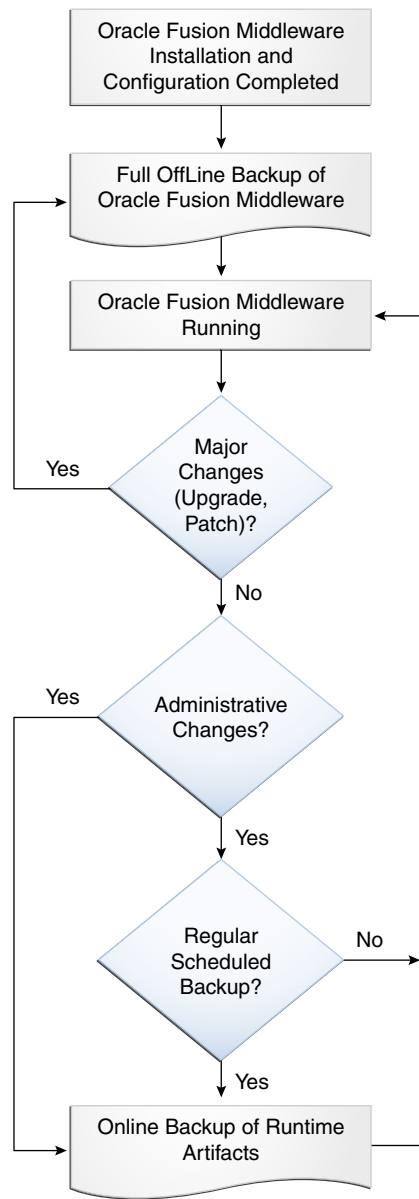 Oracle Fusion Middleware
Installation and
Configuration Completed
Full OffLine Backup of
Oracle Fusion Middleware
Oracle Fusion Middleware
Running
Yes
Major
Changes
(Upgrade,
Patch)?
No
Yes
Administrative
Changes?
Yes
Regular
Scheduled
Backup?
No
Yes
Online Backup of Runtime
Artifacts